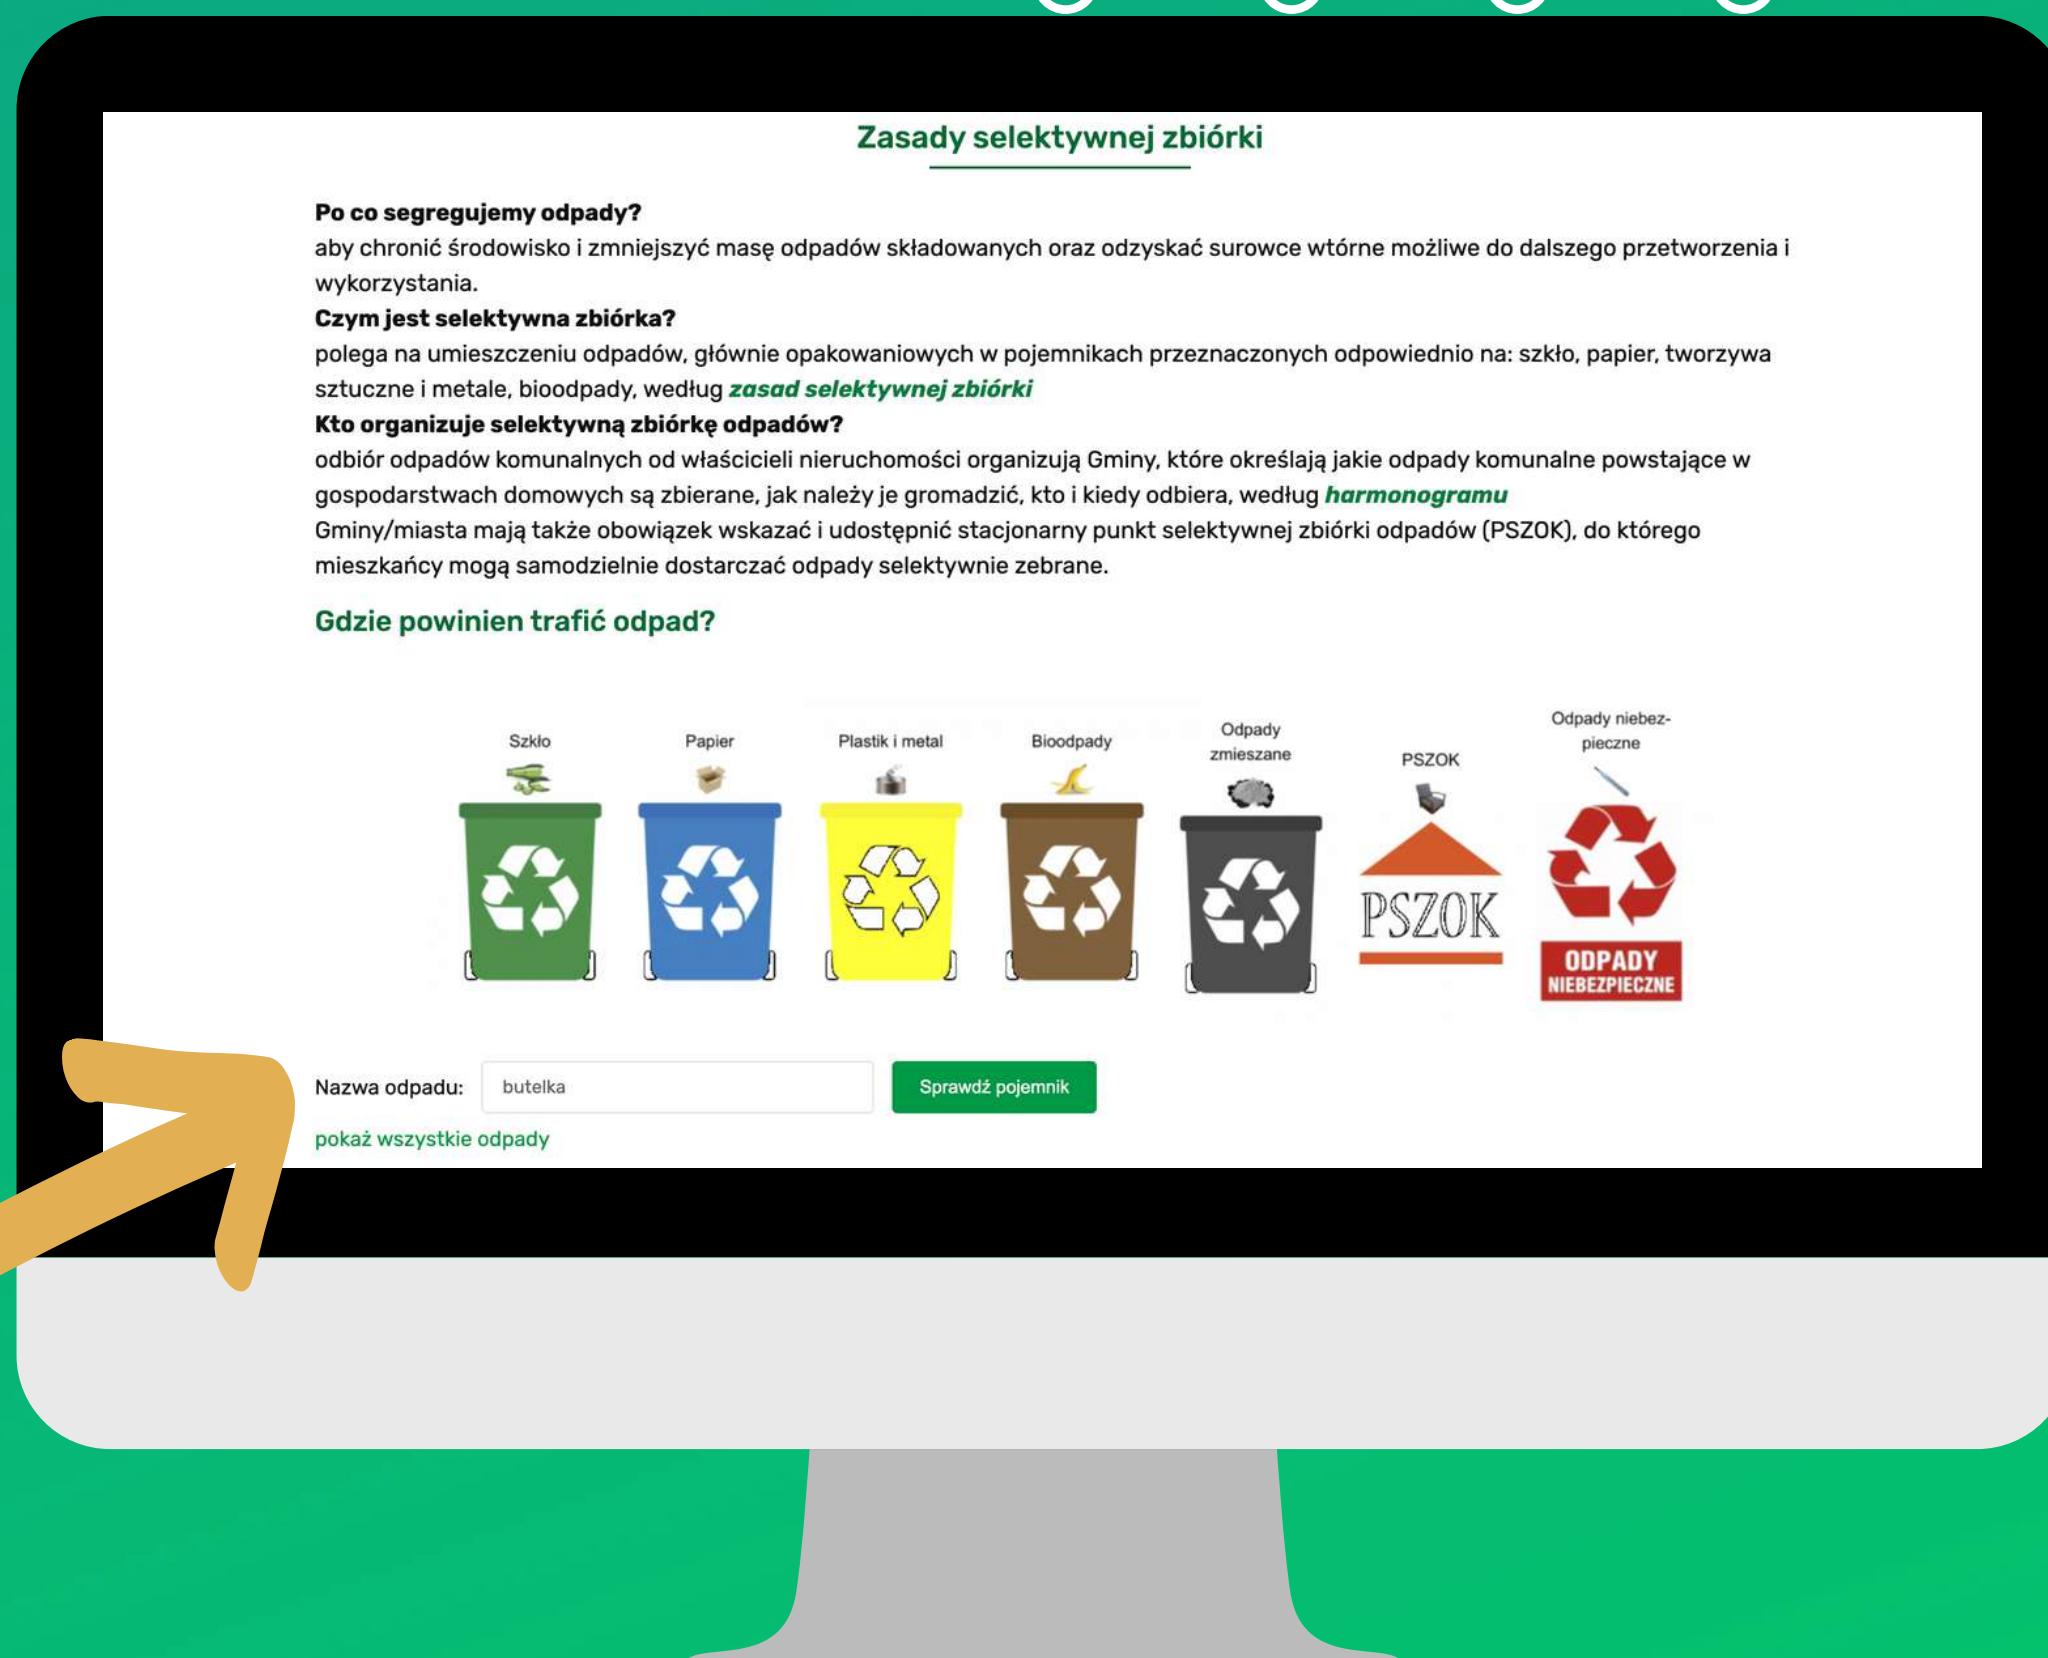 Zasady selektywnej zbiórki
Po co segregujemy odpady?
aby chronić środowisko i zmniejszyć masę odpadów składowanych oraz odzyskać surowce wtórne możliwe do dalszego przetworzenia i
wykorzystania.
Czym jest selektywna zbiórka?
polega na umieszczeniu odpadów, głównie opakowaniowych w pojemnikach przeznaczonych odpowiednio na: szkło, papier, tworzywa
sztuczne i metale, bioodpady, według zasad selektywnej zbiórki
Kto organizuje selektywną zbiórkę odpadów?
odbiór odpadów komunalnych od właścicieli nieruchomości organizują Gminy, które określają jakie odpady komunalne powstające w
gospodarstwach domowych są zbierane, jak należy je gromadzić, kto i kiedy odbiera, według harmonogramu
Gminy/miasta mają także obowiązek wskazać i udostępnić stacjonarny punkt selektywnej zbiórki odpadów (PSZOK), do którego
mieszkańcy mogą samodzielnie dostarczać odpady selektywnie zebrane.
Gdzie powinien trafić odpad?
Szkło
Papier
Plastik i metal
Bioodpady
Odpady
zmieszane
PSZOK
Odpady niebez-
pieczne
PSZOK
ODPADY
NIEBEZPIECZNE
Nazwa odpadu: butelka Sprawdź pojemnik
pokaż wszystkie odpady